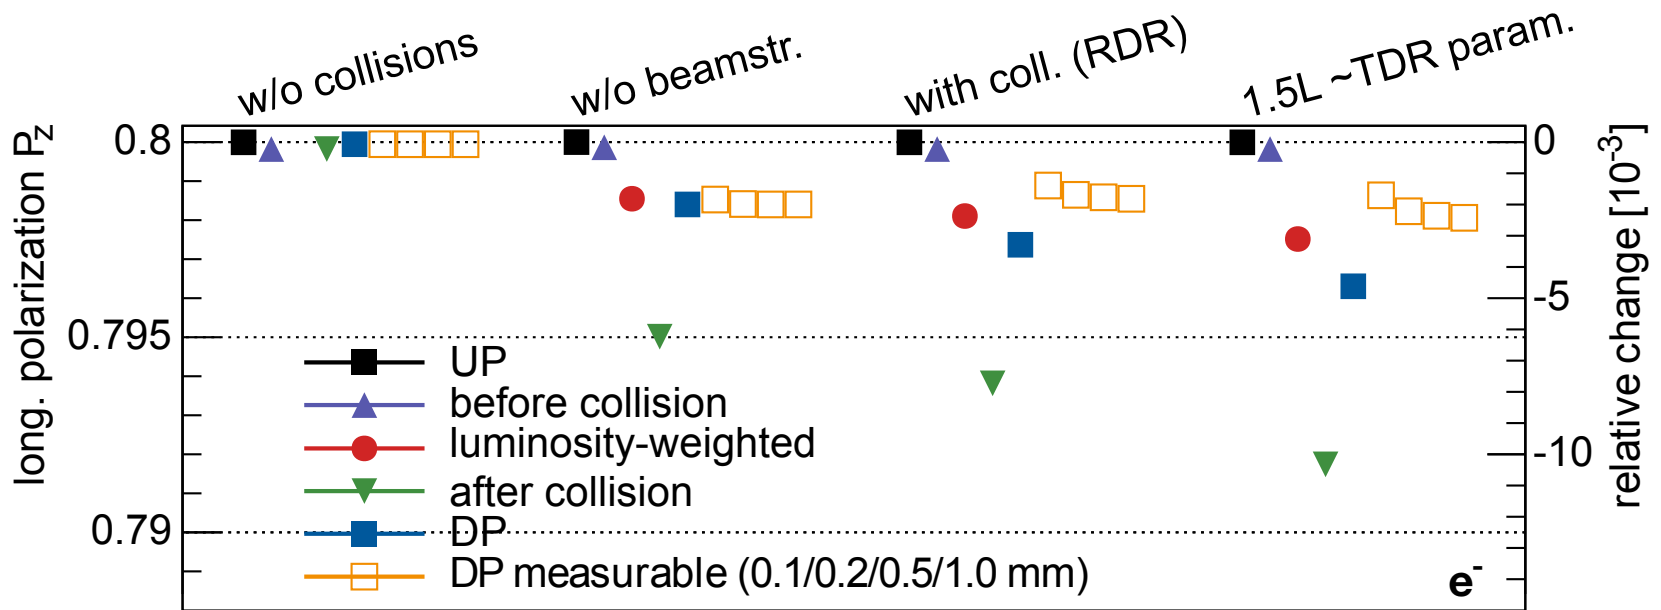 w/o collisions
w/o beamstr.
with coll. (RDR)
1.5L ~TDR param.
long. polarization P_z
0.8
0.795
0.79
0
-5
-10
relative change [10^-3]
UP
before collision
luminosity-weighted
after collision
DP
DP measurable (0.1/0.2/0.5/1.0 mm)
e^-